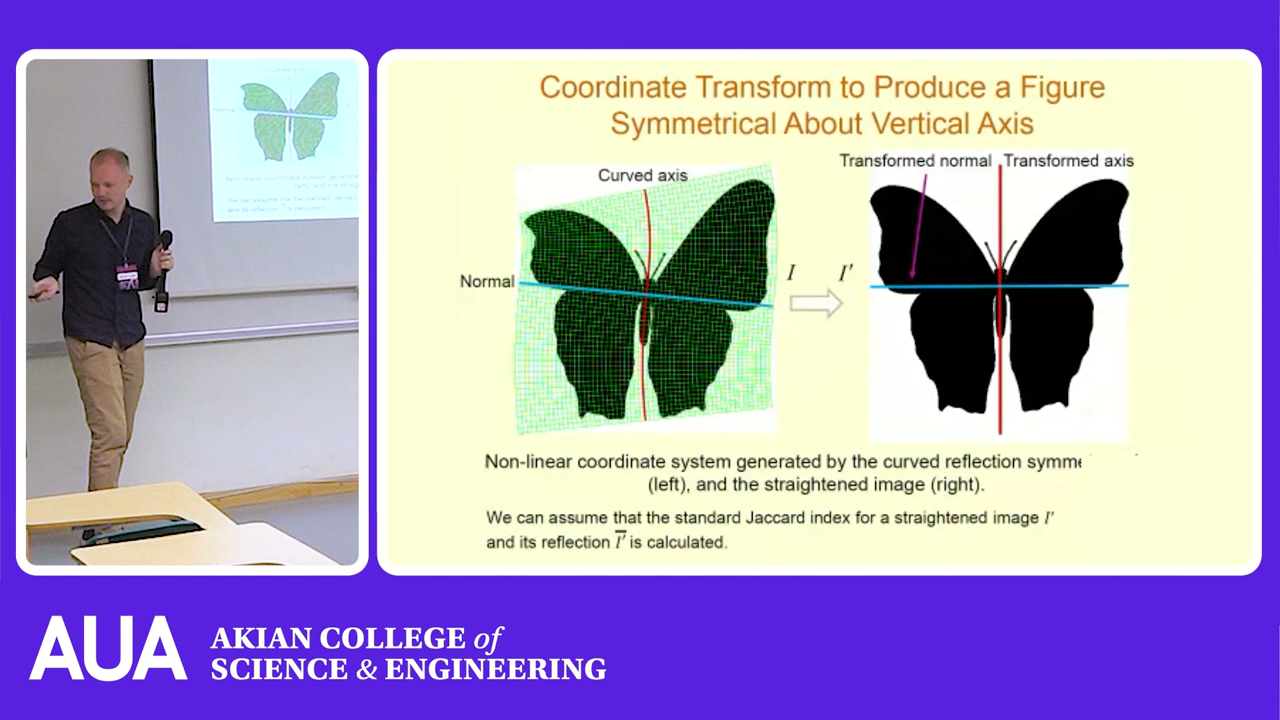 Coordinate Transform to Produce a Figure
Symmetrical About Vertical Axis
Curved axis
Normal
I
I'
Transformed normal
Transformed axis
Non-linear coordinate system generated by the curved reflection symme
(left), and the straightened image (right).
We can assume that the standard Jaccard index for a straightened image I'
and its reflection I̅'̅ is calculated.
AUA
AKIAN COLLEGE of
SCIENCE & ENGINEERING